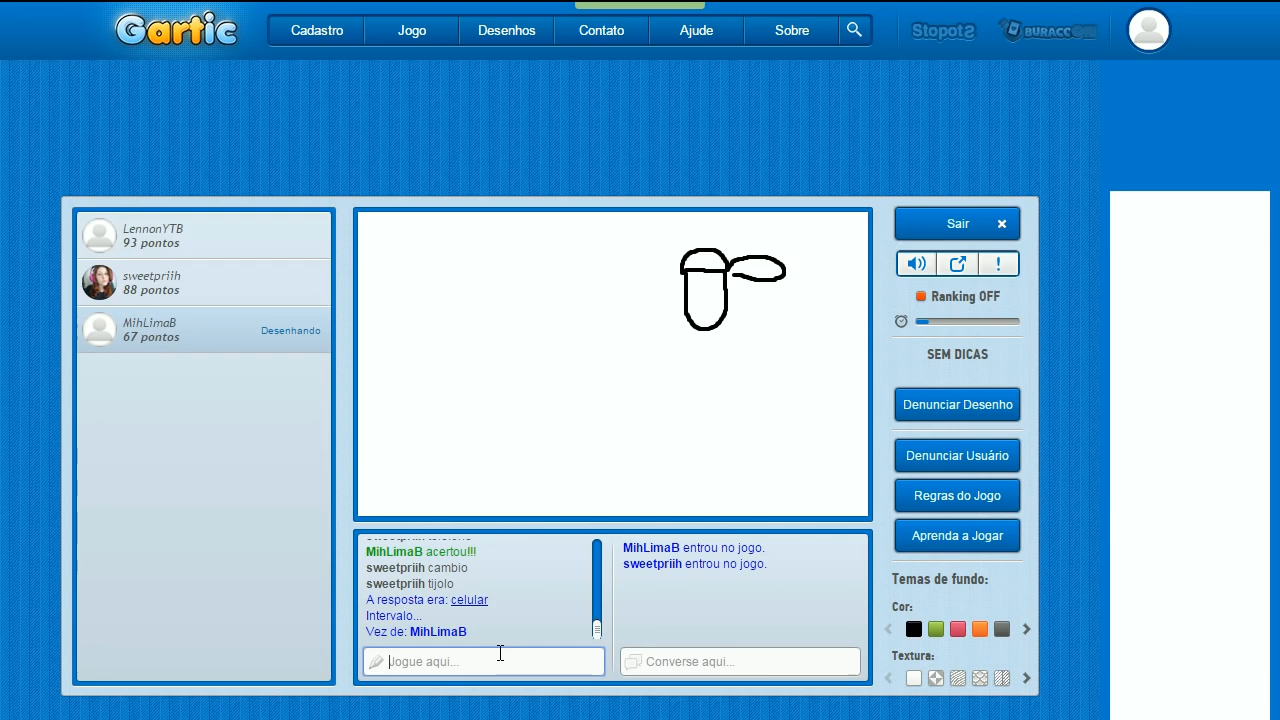 Gartic
Cadastro
Jogo
Desenhos
Contato
Ajude
Sobre
Stopots
BURACOON
LennonYTB
93 pontos
sweetpriih
88 pontos
MihLimaB
67 pontos
Desenhando
MihLimaB acertou!!!
sweetpriih cambio
sweetpriih tijolo
A resposta era: celular
Intervalo...
Vez de: MihLimaB
Jogue aqui...
MihLimaB entrou no jogo.
sweetpriih entrou no jogo.
Converse aqui...
Sair
Ranking OFF
SEM DICAS
Denunciar Desenho
Denunciar Usuário
Regras do Jogo
Aprenda a Jogar
Temas de fundo:
Cor:
Textura: